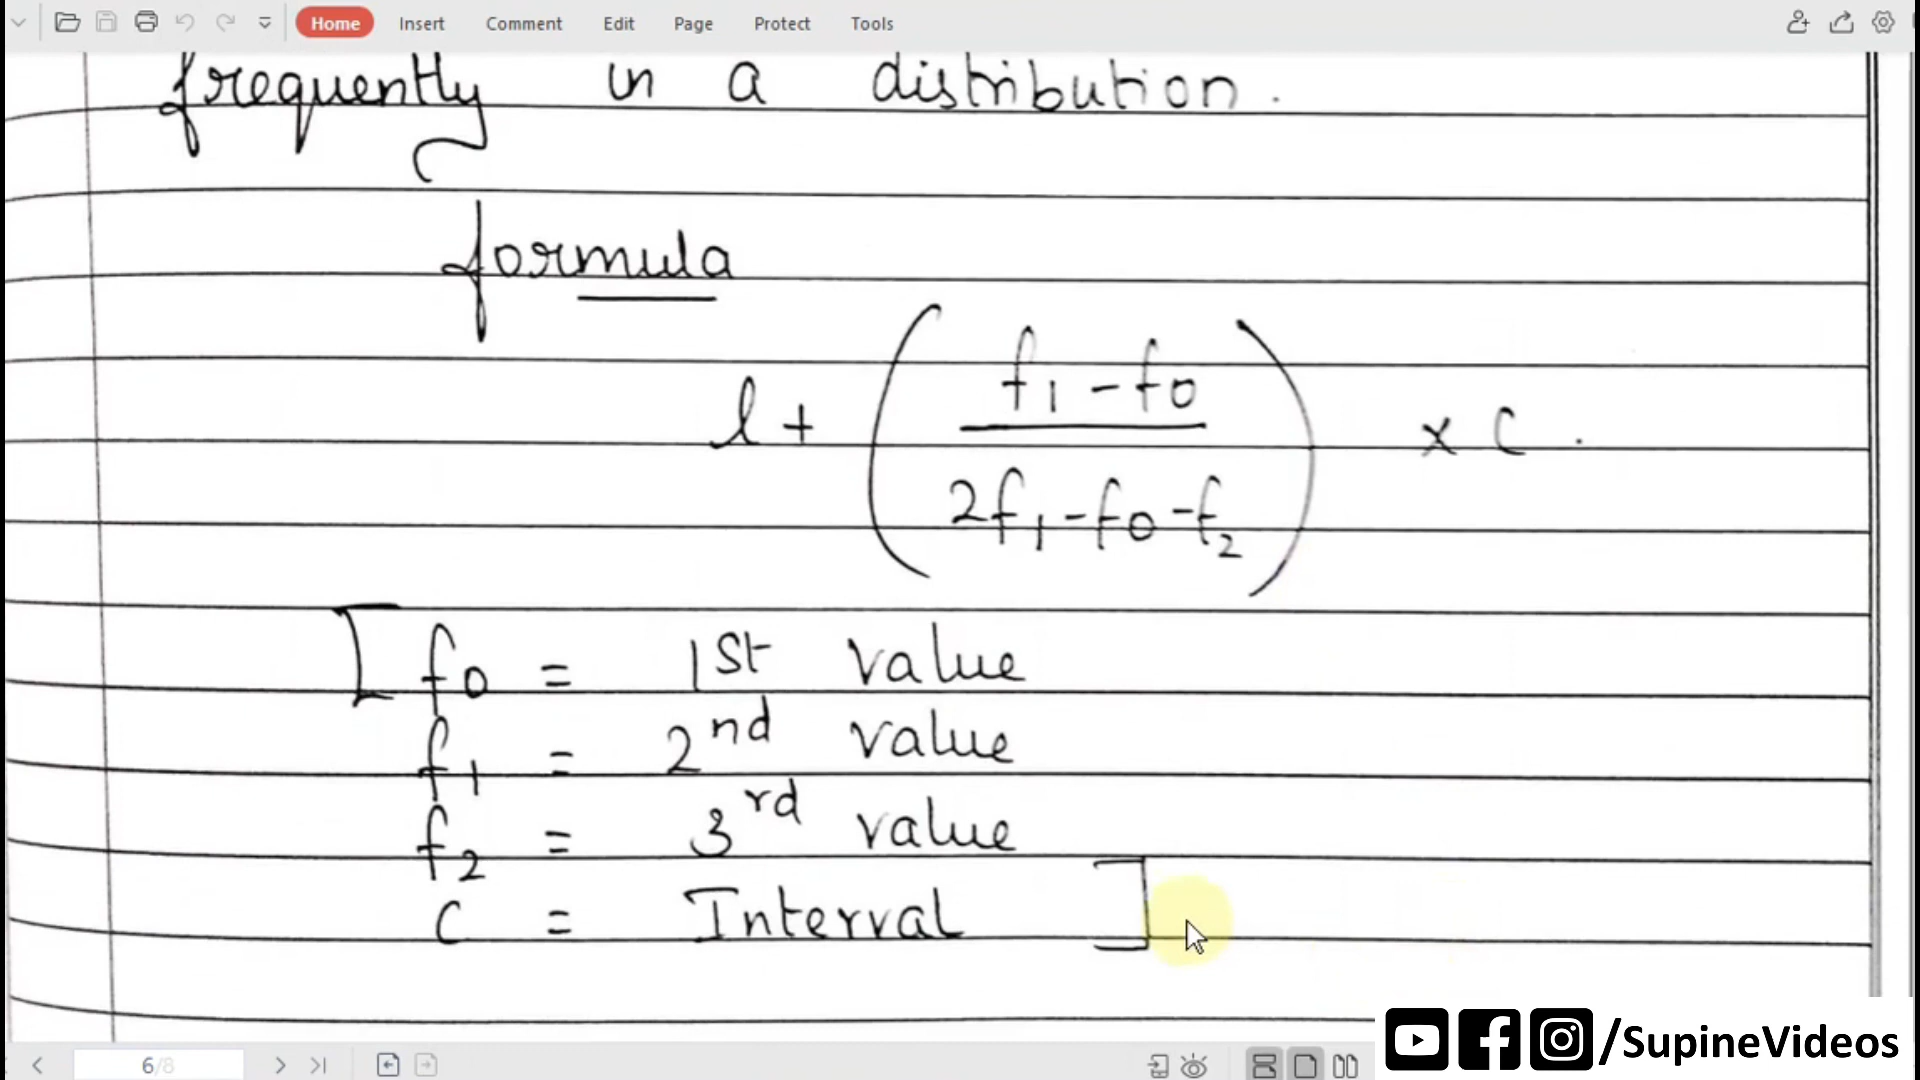 Home Insert Comment Edit Page Protect Tools
frequently in a distribution.
formula
l + ( f1 - f0 / 2f1 - f0 - f2 ) x c.
[ f0 = 1st value
f1 = 2nd value
f2 = 3rd value
c = Interval ]
6/8
/SupineVideos